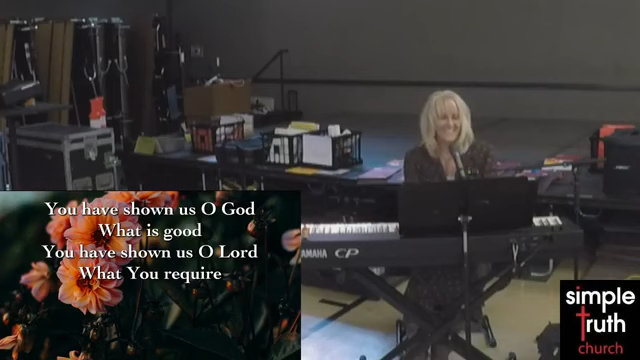 You have shown us O God
What is good
You have shown us O Lord
What You require
YAMAHA CP
simple
truth
church